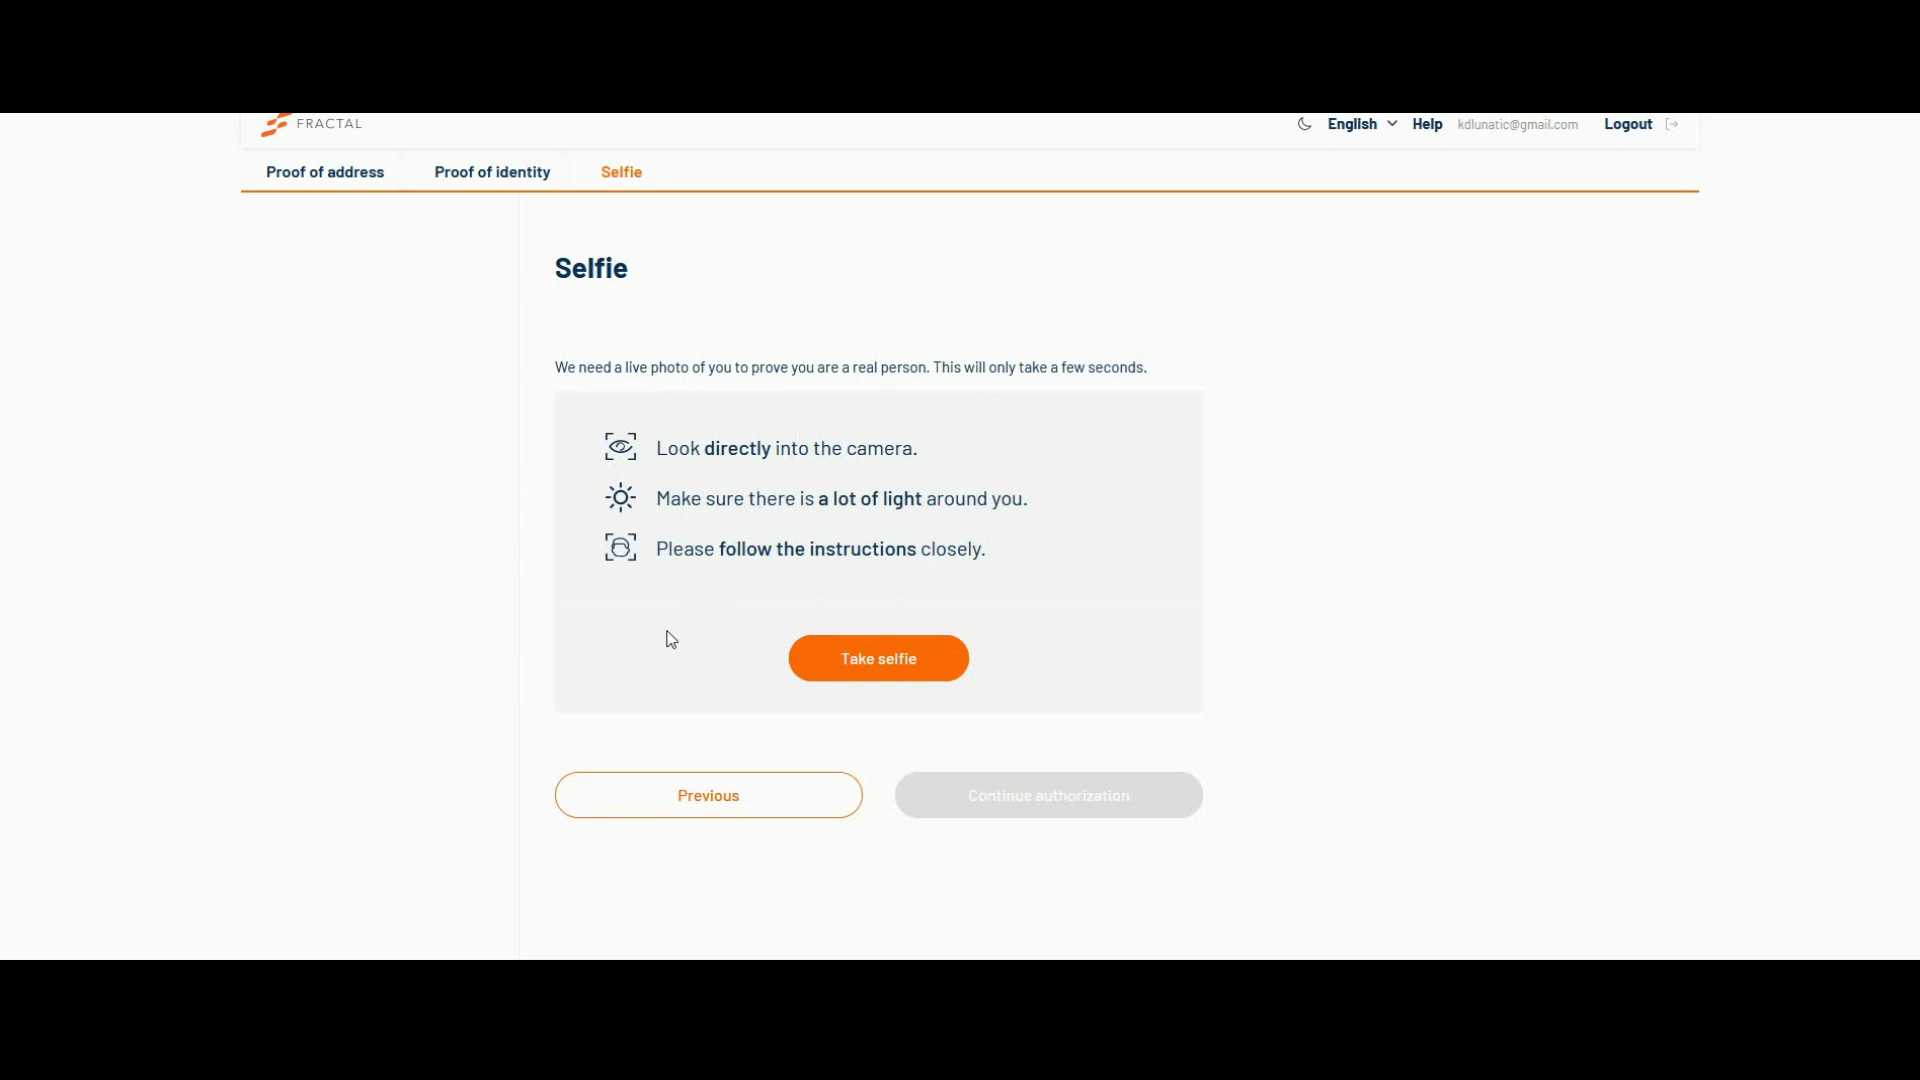 FRACTAL
English Help kdlunatic@gmail.com Logout
Proof of address Proof of identity Selfie
Selfie
We need a live photo of you to prove you are a real person. This will only take a few seconds.
Look directly into the camera.
Make sure there is a lot of light around you.
Please follow the instructions closely.
Take selfie
Previous Continue authorization